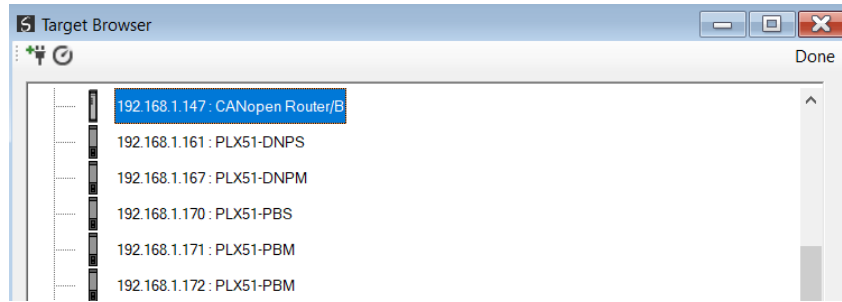 Target Browser
Done
192.168.1.147 : CANopen Router/B
192.168.1.161 : PLX51-DNPS
192.168.1.167 : PLX51-DNPM
192.168.1.170 : PLX51-PBS
192.168.1.171 : PLX51-PBM
192.168.1.172 : PLX51-PBM